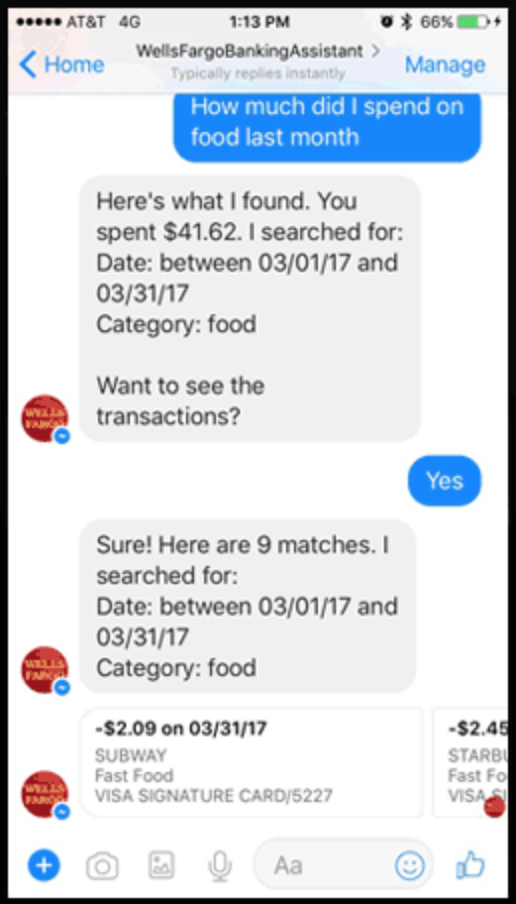 AT&T 4G 1:13 PM 66%
WellsFargoBankingAssistant
Home Typically replies instantly Manage
How much did I spend on
food last month
Here's what I found. You
spent $41.62. I searched for:
Date: between 03/01/17 and
03/31/17
Category: food
Want to see the
transactions?
WELLS
FARGO
Yes
Sure! Here are 9 matches. I
searched for:
Date: between 03/01/17 and
03/31/17
Category: food
WELLS
FARGO
-$2.09 on 03/31/17
SUBWAY
Fast Food
VISA SIGNATURE CARD/5227
-$2.45
STARBU
Fast Fo
VISA SI
WELLS
FARGO
Aa